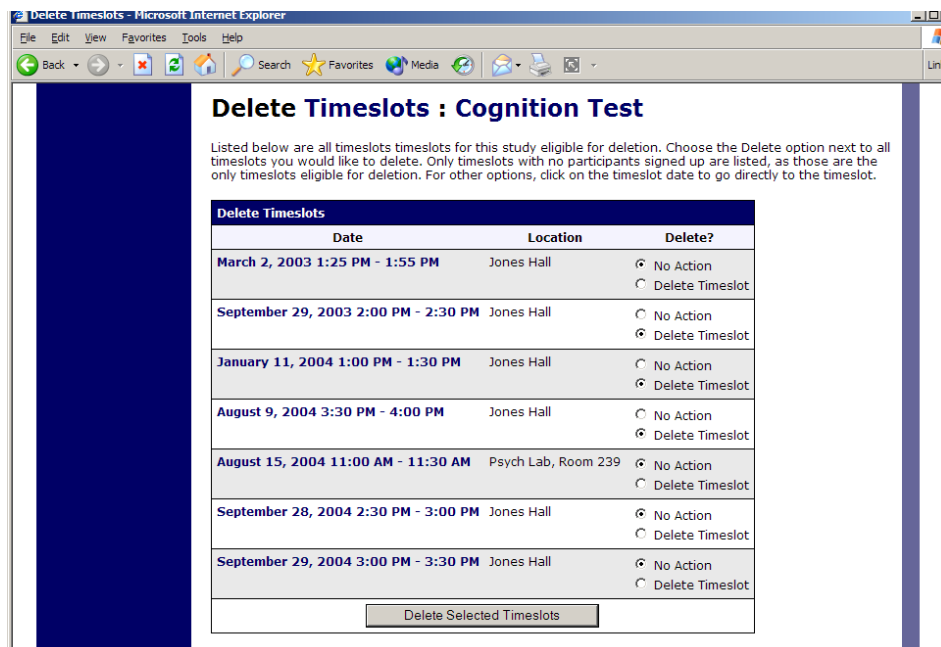 Delete Timeslots - Microsoft Internet Explorer
File Edit View Favorites Tools Help
Back Search Favorites Media Lin
Delete Timeslots : Cognition Test
Listed below are all timeslots timeslots for this study eligible for deletion. Choose the Delete option next to all
timeslots you would like to delete. Only timeslots with no participants signed up are listed, as those are the
only timeslots eligible for deletion. For other options, click on the timeslot date to go directly to the timeslot.
Delete Timeslots
Date Location Delete?
March 2, 2003 1:25 PM - 1:55 PM Jones Hall No Action
Delete Timeslot
September 29, 2003 2:00 PM - 2:30 PM Jones Hall No Action
Delete Timeslot
January 11, 2004 1:00 PM - 1:30 PM Jones Hall No Action
Delete Timeslot
August 9, 2004 3:30 PM - 4:00 PM Jones Hall No Action
Delete Timeslot
August 15, 2004 11:00 AM - 11:30 AM Psych Lab, Room 239 No Action
Delete Timeslot
September 28, 2004 2:30 PM - 3:00 PM Jones Hall No Action
Delete Timeslot
September 29, 2004 3:00 PM - 3:30 PM Jones Hall No Action
Delete Timeslot
Delete Selected Timeslots